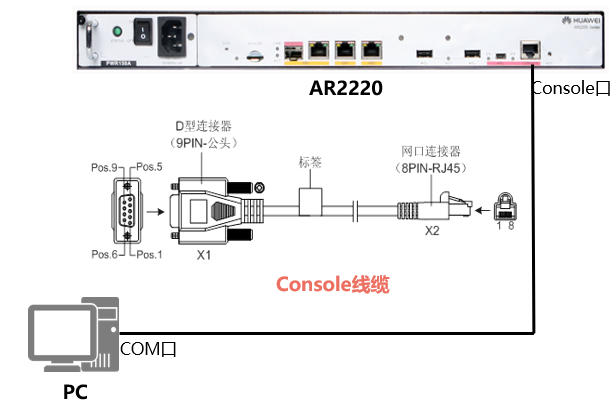 HUAWEI
PWR150A
AR2220
Console口
D型连接器
(9PIN-公头)
标签
网口连接器
(8PIN-RJ45)
Pos.9
Pos.5
Pos.6
Pos.1
X1
X2
1 8
Console线缆
COM口
PC